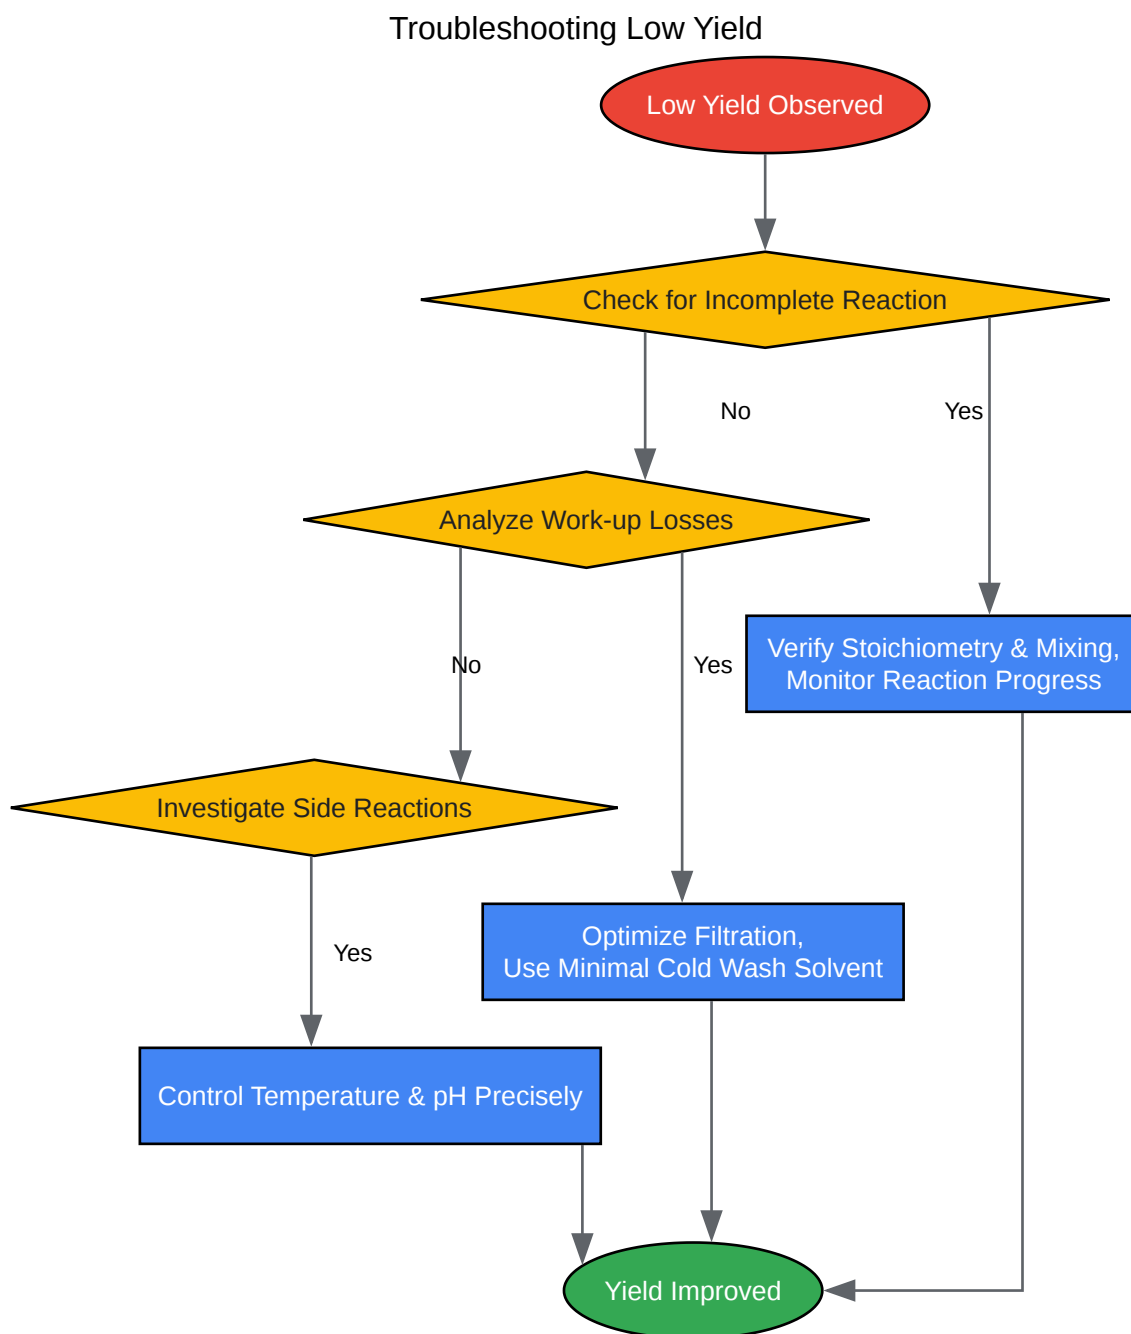 Troubleshooting Low Yield
Low Yield Observed
Check for Incomplete Reaction
No
Yes
Analyze Work-up Losses
Verify Stoichiometry & Mixing,
Monitor Reaction Progress
No
Yes
Investigate Side Reactions
Optimize Filtration,
Use Minimal Cold Wash Solvent
Yes
Control Temperature & pH Precisely
Yield Improved